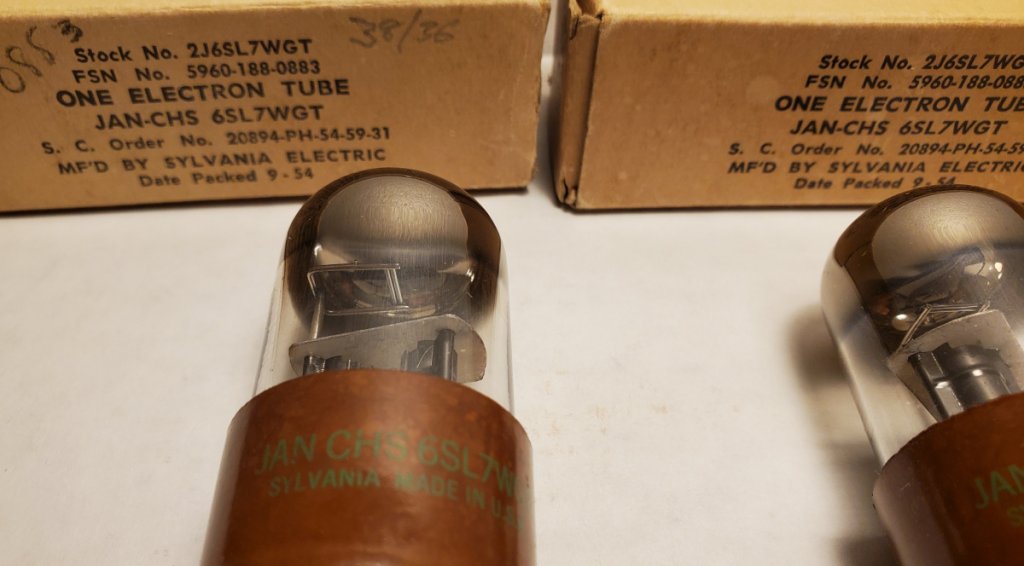 38/36
Stock No. 2J6SL7WGT
FSN No. 5960-188-0883
ONE ELECTRON TUBE
JAN-CHS 6SL7WGT
S. C. Order No. 20894-PH-54-59-31
MF'D BY SYLVANIA ELECTRIC
Date Packed 9-54
Stock No. 2J6SL7WG
FSN No. 5960-188-088
ONE ELECTRON TUB
JAN-CHS 6SL7WGT
S. C. Order No. 20894-PH-54-59
MF'D BY SYLVANIA ELECTRIC
Date Packed 9-54
JAN CHS 6SL7WG
SYLVANIA MADE IN U.S.
JAN